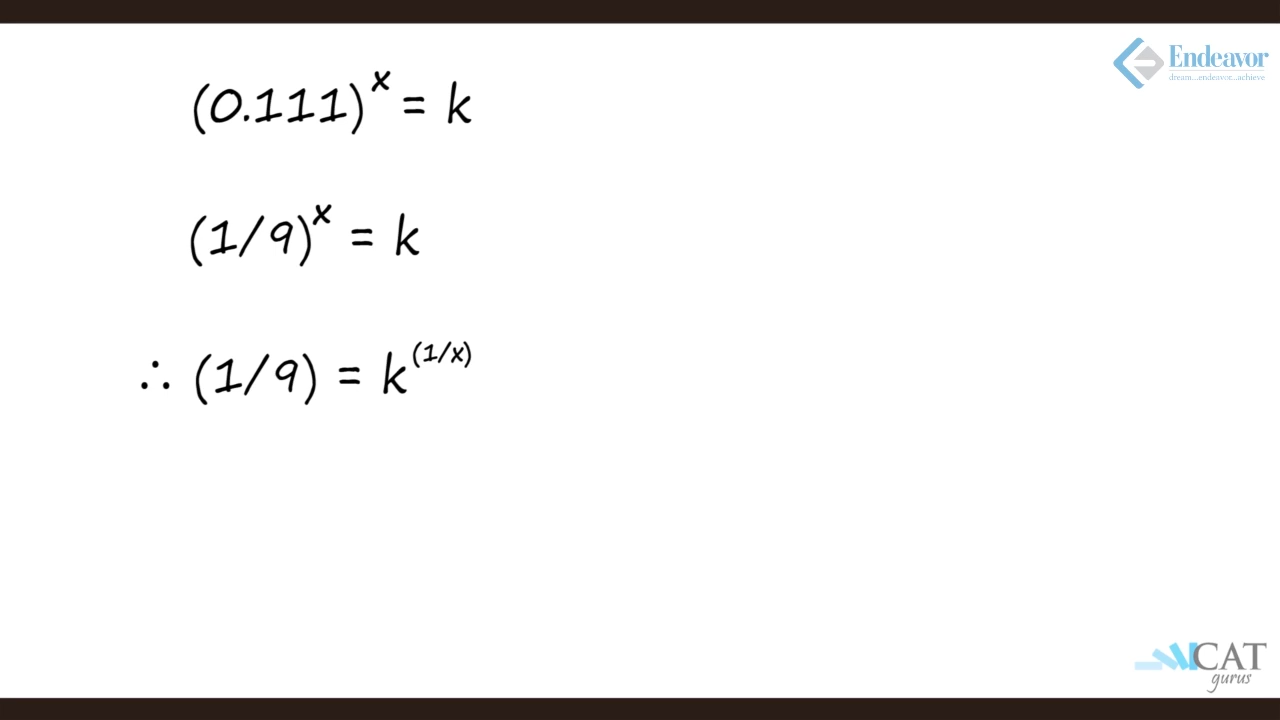 Endeavor
dream...endeavor...achieve
(0.111)^x = k
(1/9)^x = k
∴ (1/9) = k^(1/x)
CAT
gurus